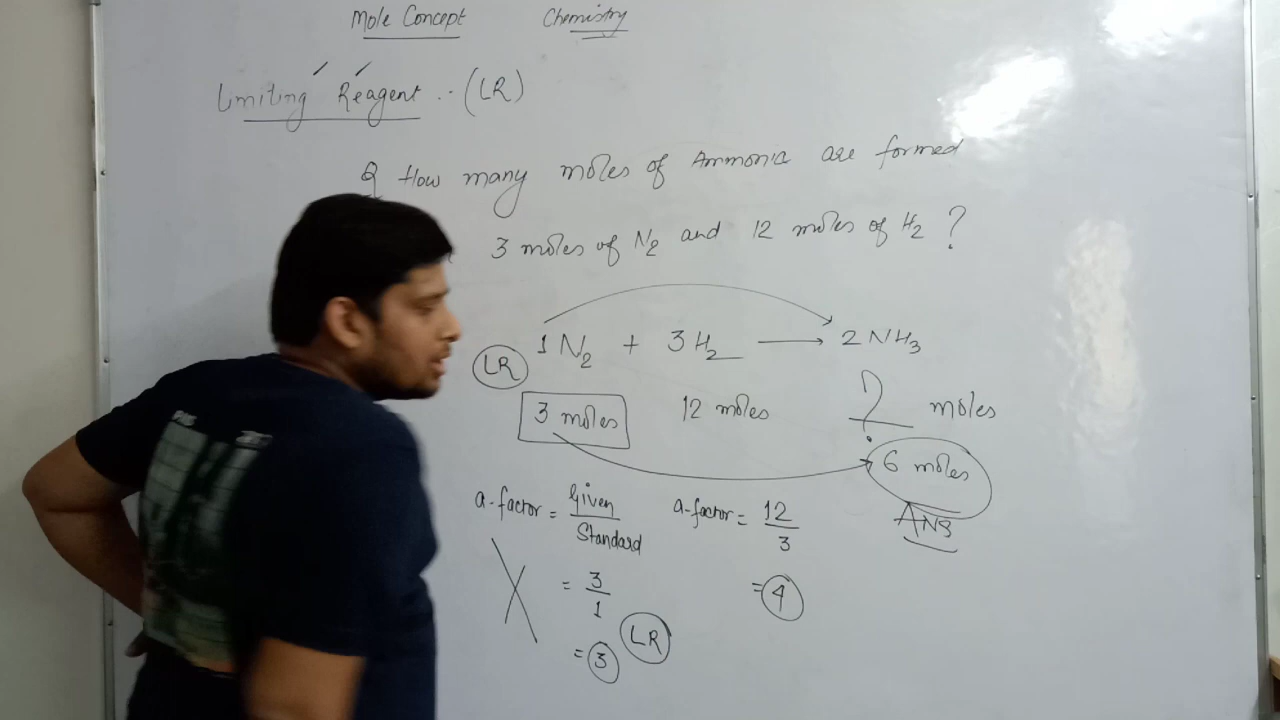 Mole Concept Chemistry
Limiting Reagent :- (LR)
Q How many moles of Ammonia are formed
3 moles of N₂ and 12 moles of H₂ ?
1 N₂ + 3 H₂ → 2 NH₃
LR
3 moles 12 moles ? moles
6 moles
Ans
a-factor = Given/Standard a-factor = 12/3
= 3/1 = 4
= 3 LR